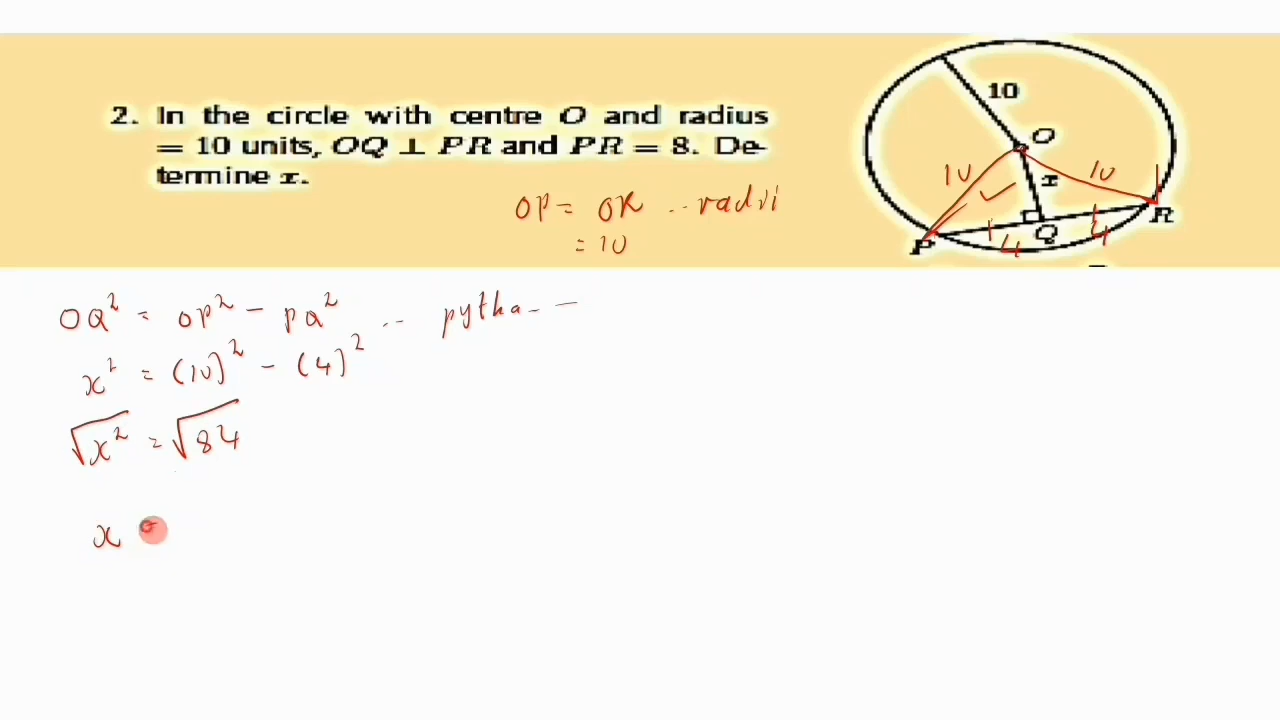 2. In the circle with centre O and radius
= 10 units, OQ ⊥ PR and PR = 8. De-
termine x.
OP = OR .. radii
= 10
10
O
10
x
10
P
4
Q
4
R
OQ² = OP² - PQ² .. pytha - -
x² = (10)² - (4)²
√x² = √84
x